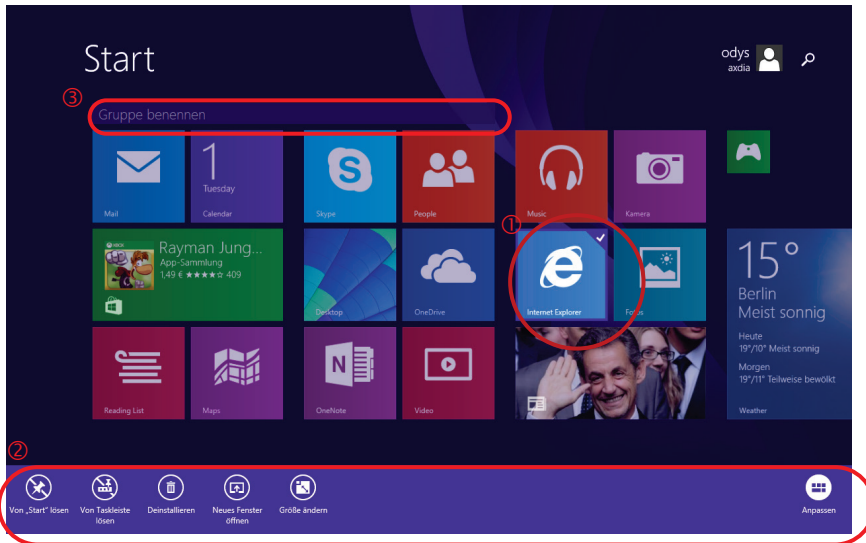 Start
odys
axdia
③
Gruppe benennen
1
Tuesday
Mail
Calendar
Skype
People
Music
Kamera
①
XBOX
Rayman Jung...
App-Sammlung
1,49 € ★★★★☆ 409
Desktop
OneDrive
Internet Explorer
Fotos
15°
Berlin
Meist sonnig
Heute
19°/10° Meist sonnig
Morgen
19°/11° Teilweise bewölkt
Reading List
Maps
N
OneNote
Video
Weather
②
Von „Start“ lösen
Von Taskleiste
lösen
Deinstallieren
Neues Fenster
öffnen
Größe ändern
Anpassen